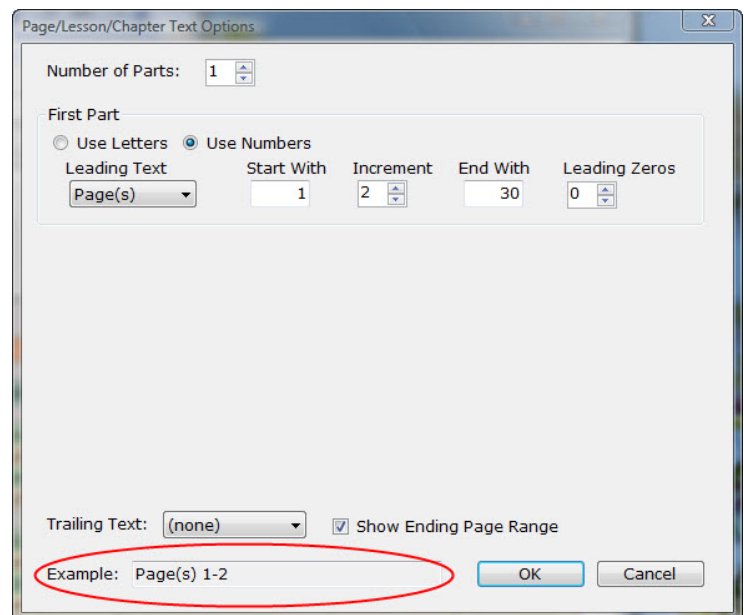 Page/Lesson/Chapter Text Options
Number of Parts: 1
First Part
Use Letters Use Numbers
Leading Text Start With Increment End With Leading Zeros
Page(s) 1 2 30 0
Trailing Text: (none) Show Ending Page Range
Example: Page(s) 1-2 OK Cancel